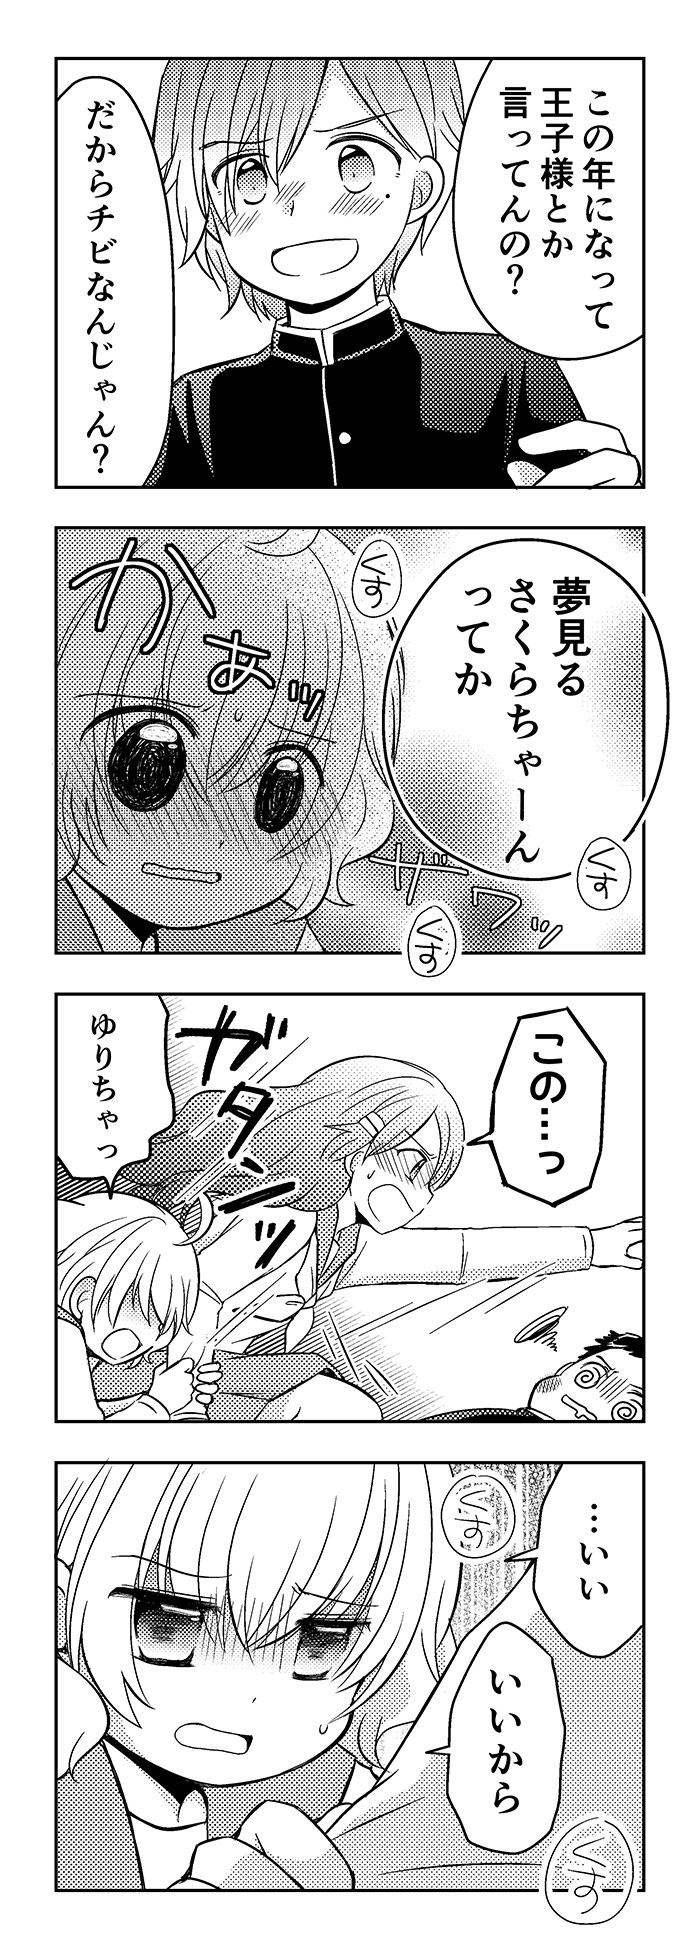 この年になって
王子様とか
言ってんの？
だからチビなんじゃん？
夢見る
さくらちゃーん
ってか
くす
かあッ
くす
ザワッ
くす
この…っ
ガタンッ
ゆりちゃっ
…いい
くす
いいから
くす